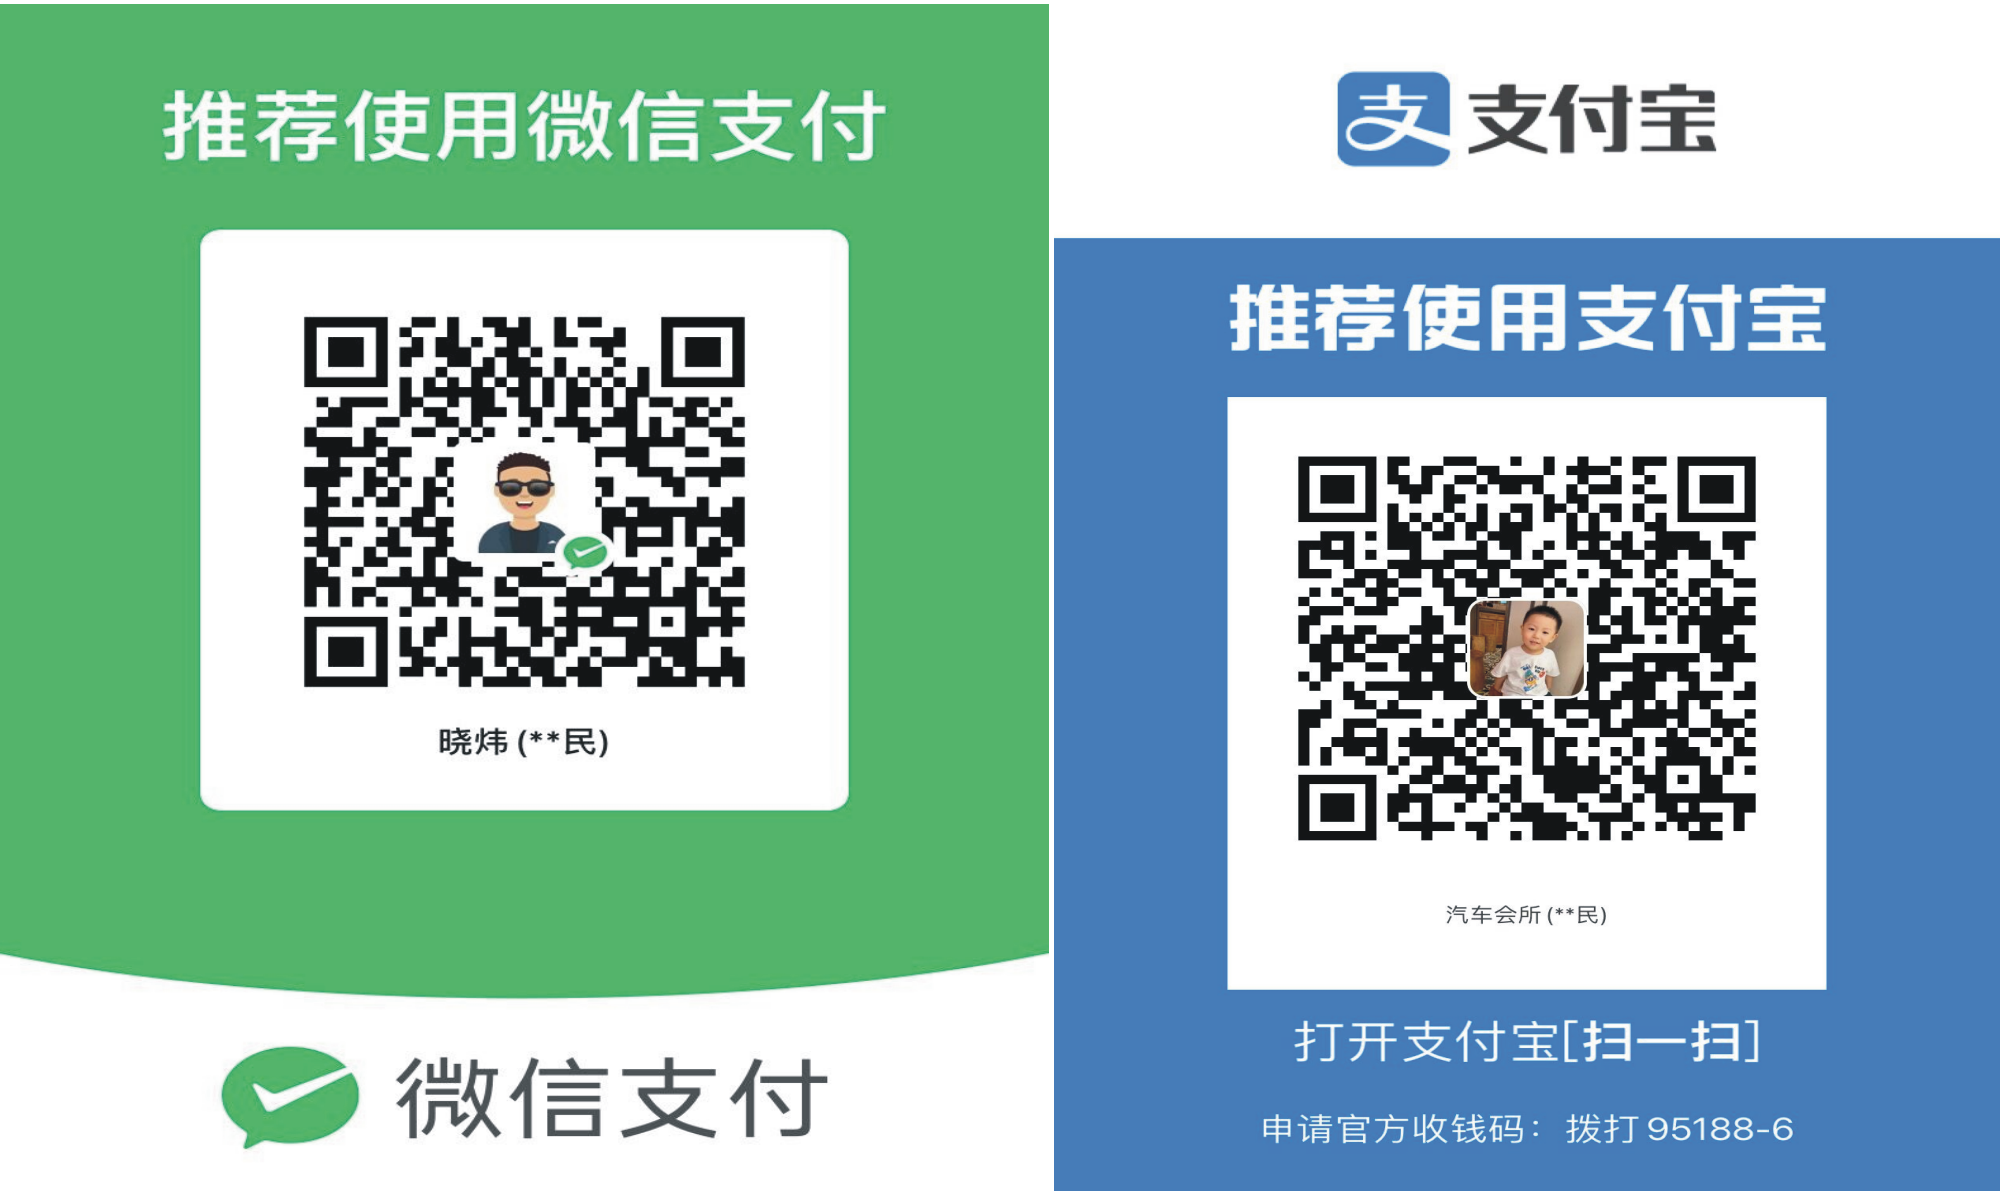 推荐使用微信支付
晓炜 (**民)
微信支付
支付宝
推荐使用支付宝
汽车会所 (**民)
打开支付宝[扫一扫]
申请官方收钱码：拨打 95188-6